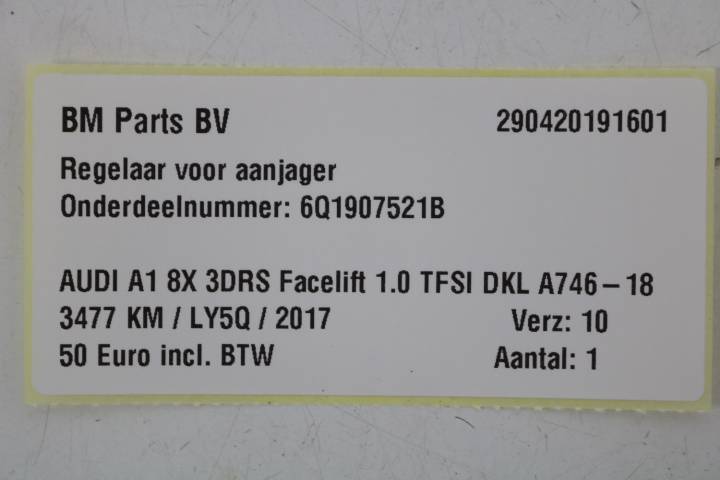 BM Parts BV 290420191601
Regelaar voor aanjager
Onderdeelnummer: 6Q1907521B
AUDI A1 8X 3DRS Facelift 1.0 TFSI DKL A746-18
3477 KM / LY5Q / 2017 Verz: 10
50 Euro incl. BTW Aantal: 1